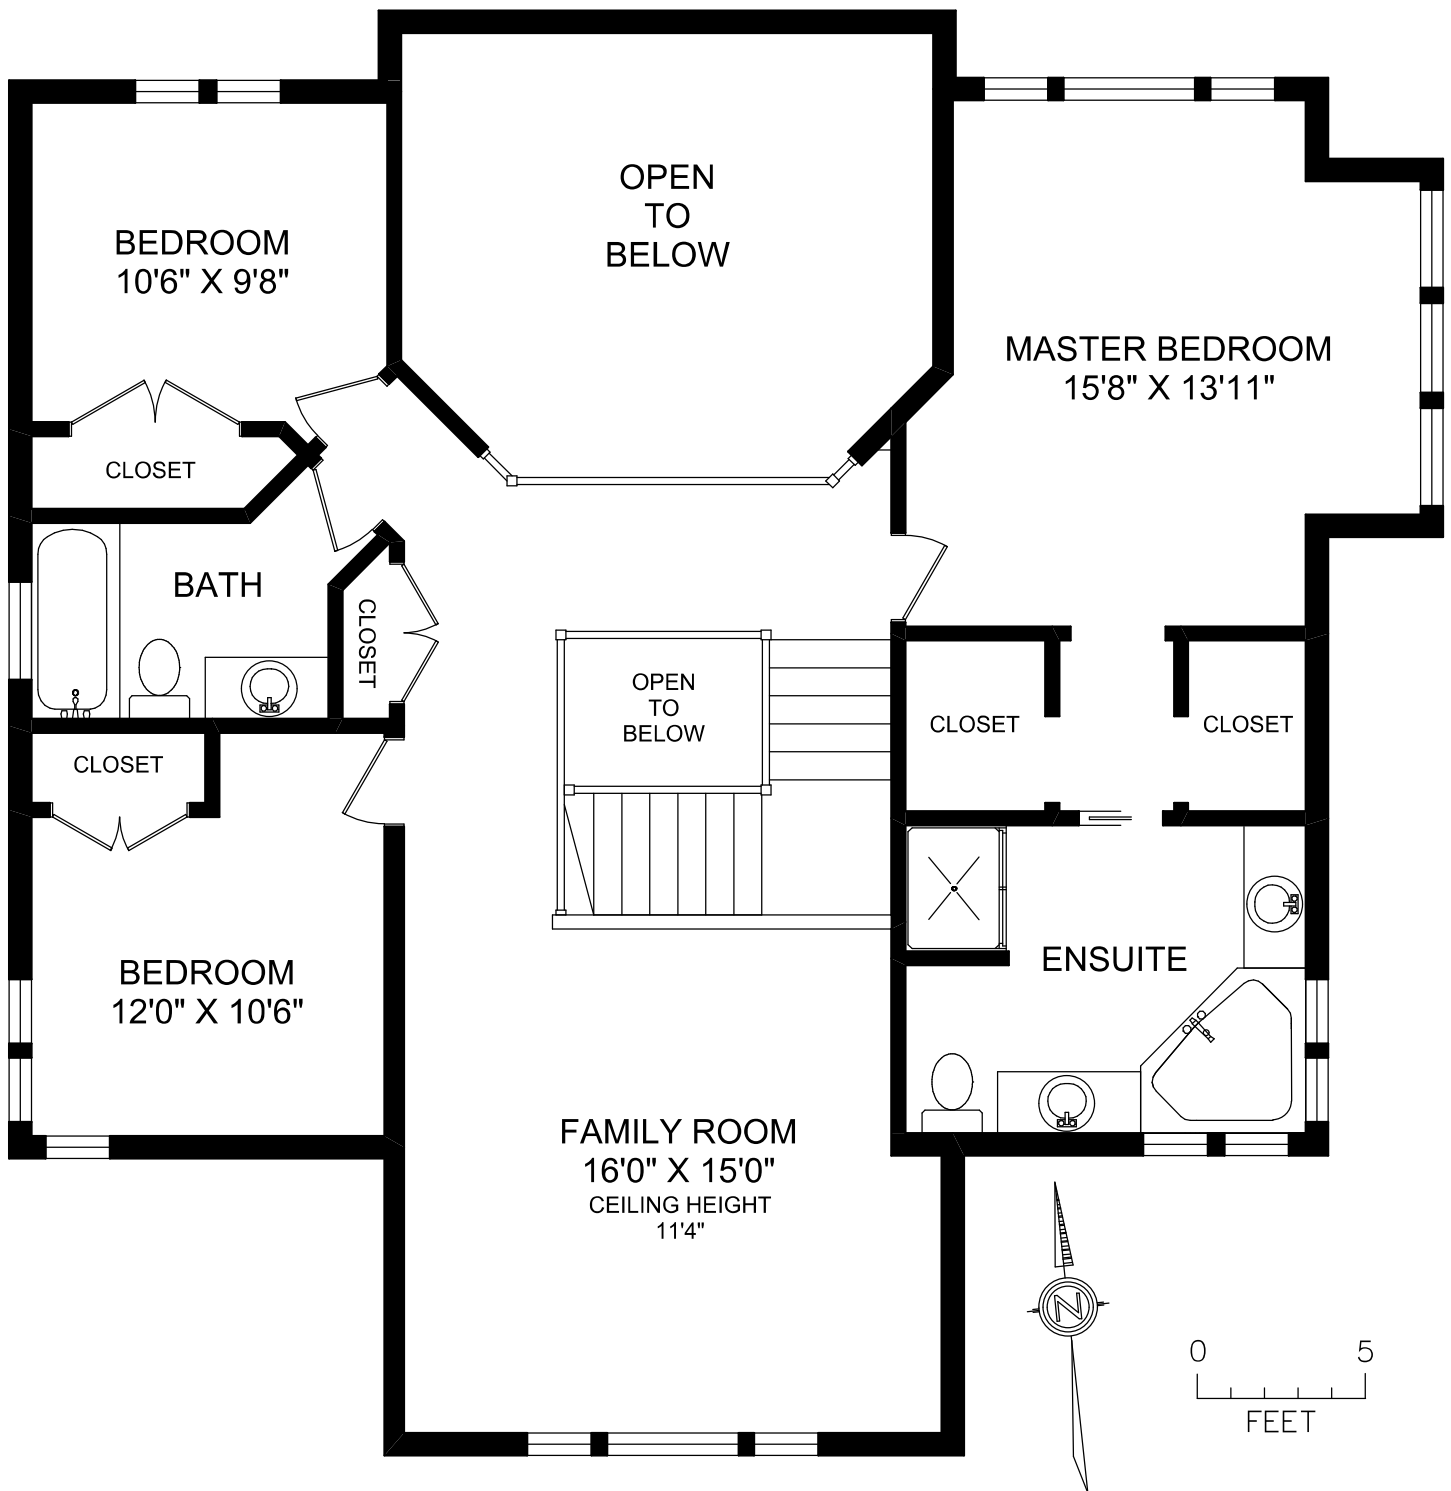 OPEN
TO
BELOW
BEDROOM
10'6" X 9'8"
MASTER BEDROOM
15'8" X 13'11"
CLOSET
BATH
CLOSET
OPEN
TO
BELOW
CLOSET
CLOSET
CLOSET
BEDROOM
12'0" X 10'6"
ENSUITE
FAMILY ROOM
16'0" X 15'0"
CEILING HEIGHT
11'4"
N
0 5
FEET